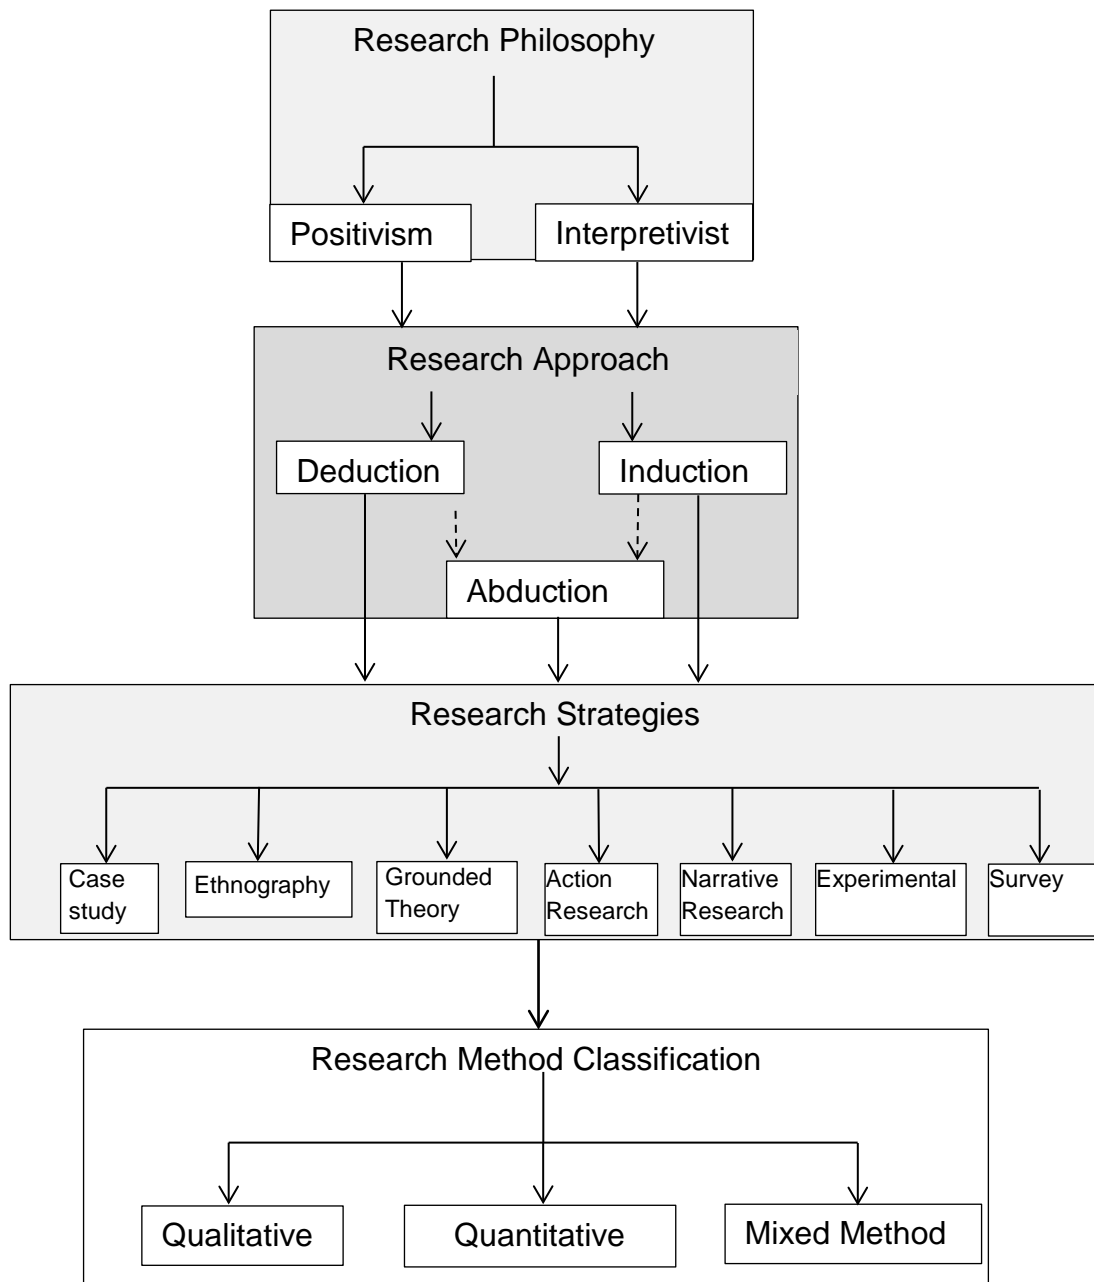 Research Philosophy
Positivism
Interpretivist
Research Approach
Deduction
Induction
Abduction
Research Strategies
Case
study
Ethnography
Grounded
Theory
Action
Research
Narrative
Research
Experimental
Survey
Research Method Classification
Qualitative
Quantitative
Mixed Method